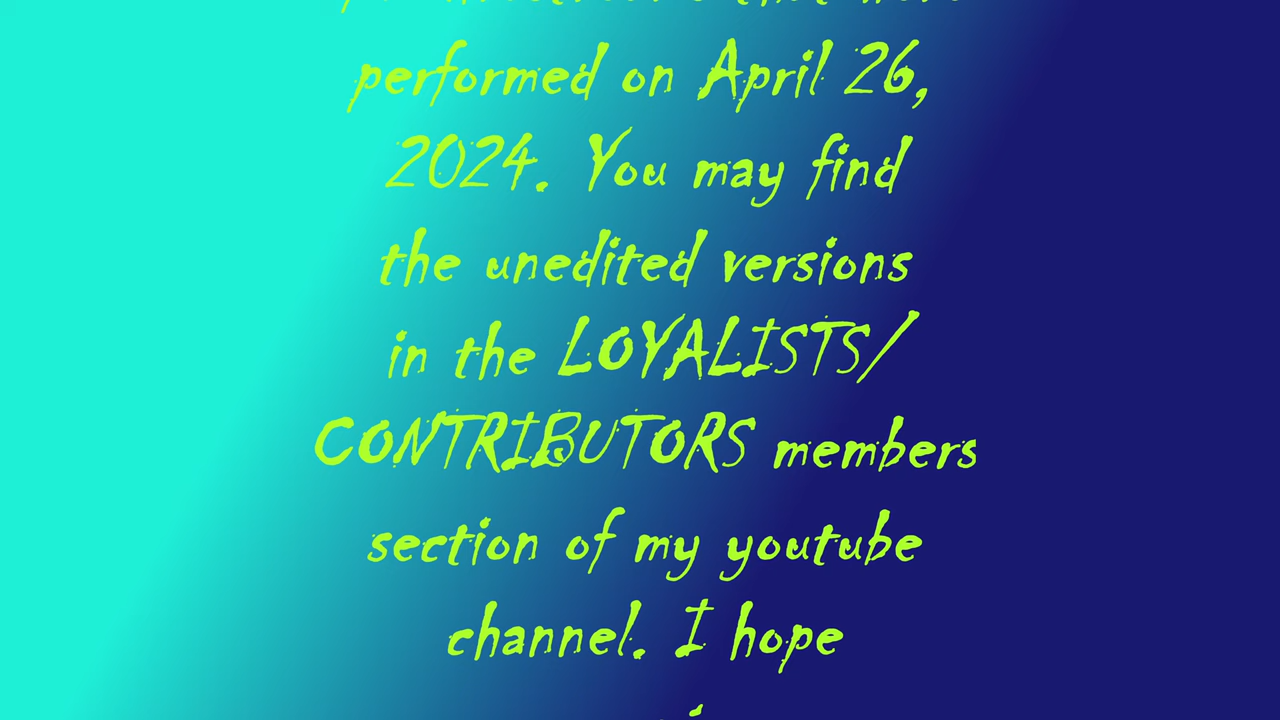 performed on April 26,
2024. You may find
the unedited versions
in the LOYALISTS/
CONTRIBUTORS members
section of my youtube
channel. I hope